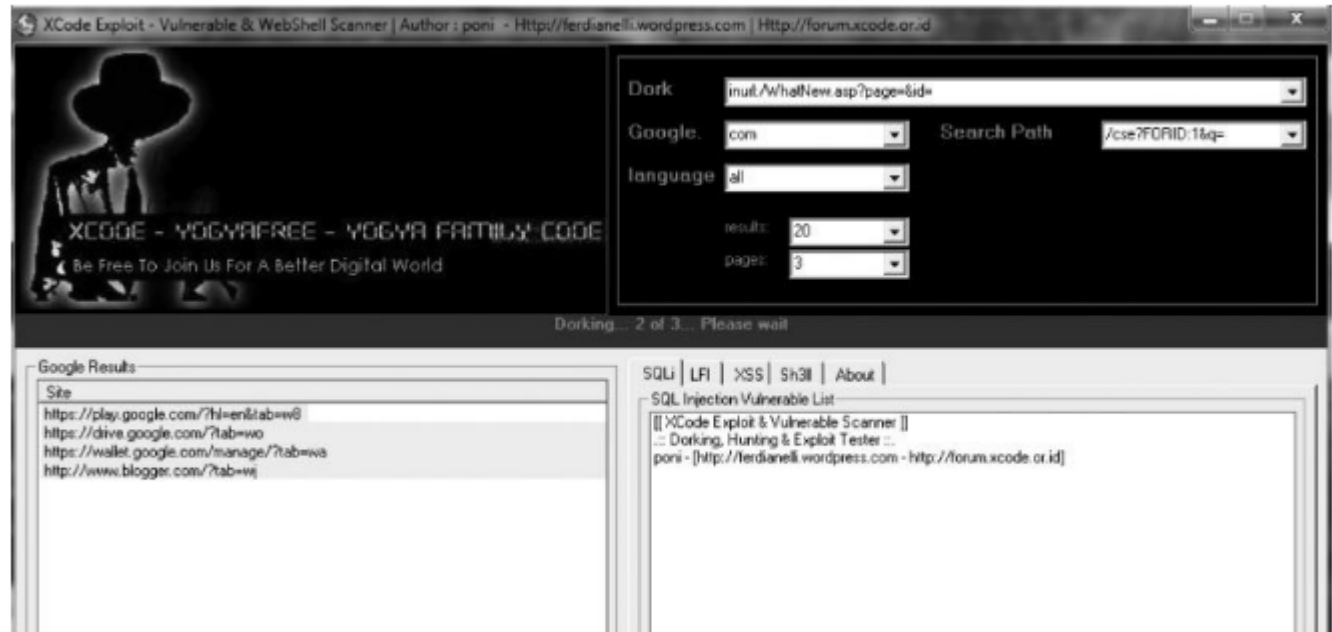 XCode Exploit - Vulnerable & WebShell Scanner | Author : poni - Http://ferdianelli.wordpress.com | Http://forum.xcode.or.id
Dork inurl:/WhatNew.asp?page=&id=
Google. com Search Path /cse?FORID:1&q=
language all
results: 20
pages: 3
XCODE - YOGYAFREE - YOGYA FAMILY CODE
Be Free To Join Us For A Better Digital World
Dorking... 2 of 3... Please wait
Google Results
Site
https://play.google.com/?hl=en&tab=w8
https://drive.google.com/?tab=wo
https://wallet.google.com/manage/?tab=wa
http://www.blogger.com/?tab=wj
SQLi LFI XSS Sh3ll About
SQL Injection Vulnerable List
[[ XCode Exploit & Vulnerable Scanner ]]
.:: Dorking, Hunting & Exploit Tester ::.
poni - [http://ferdianelli.wordpress.com - http://forum.xcode.or.id]